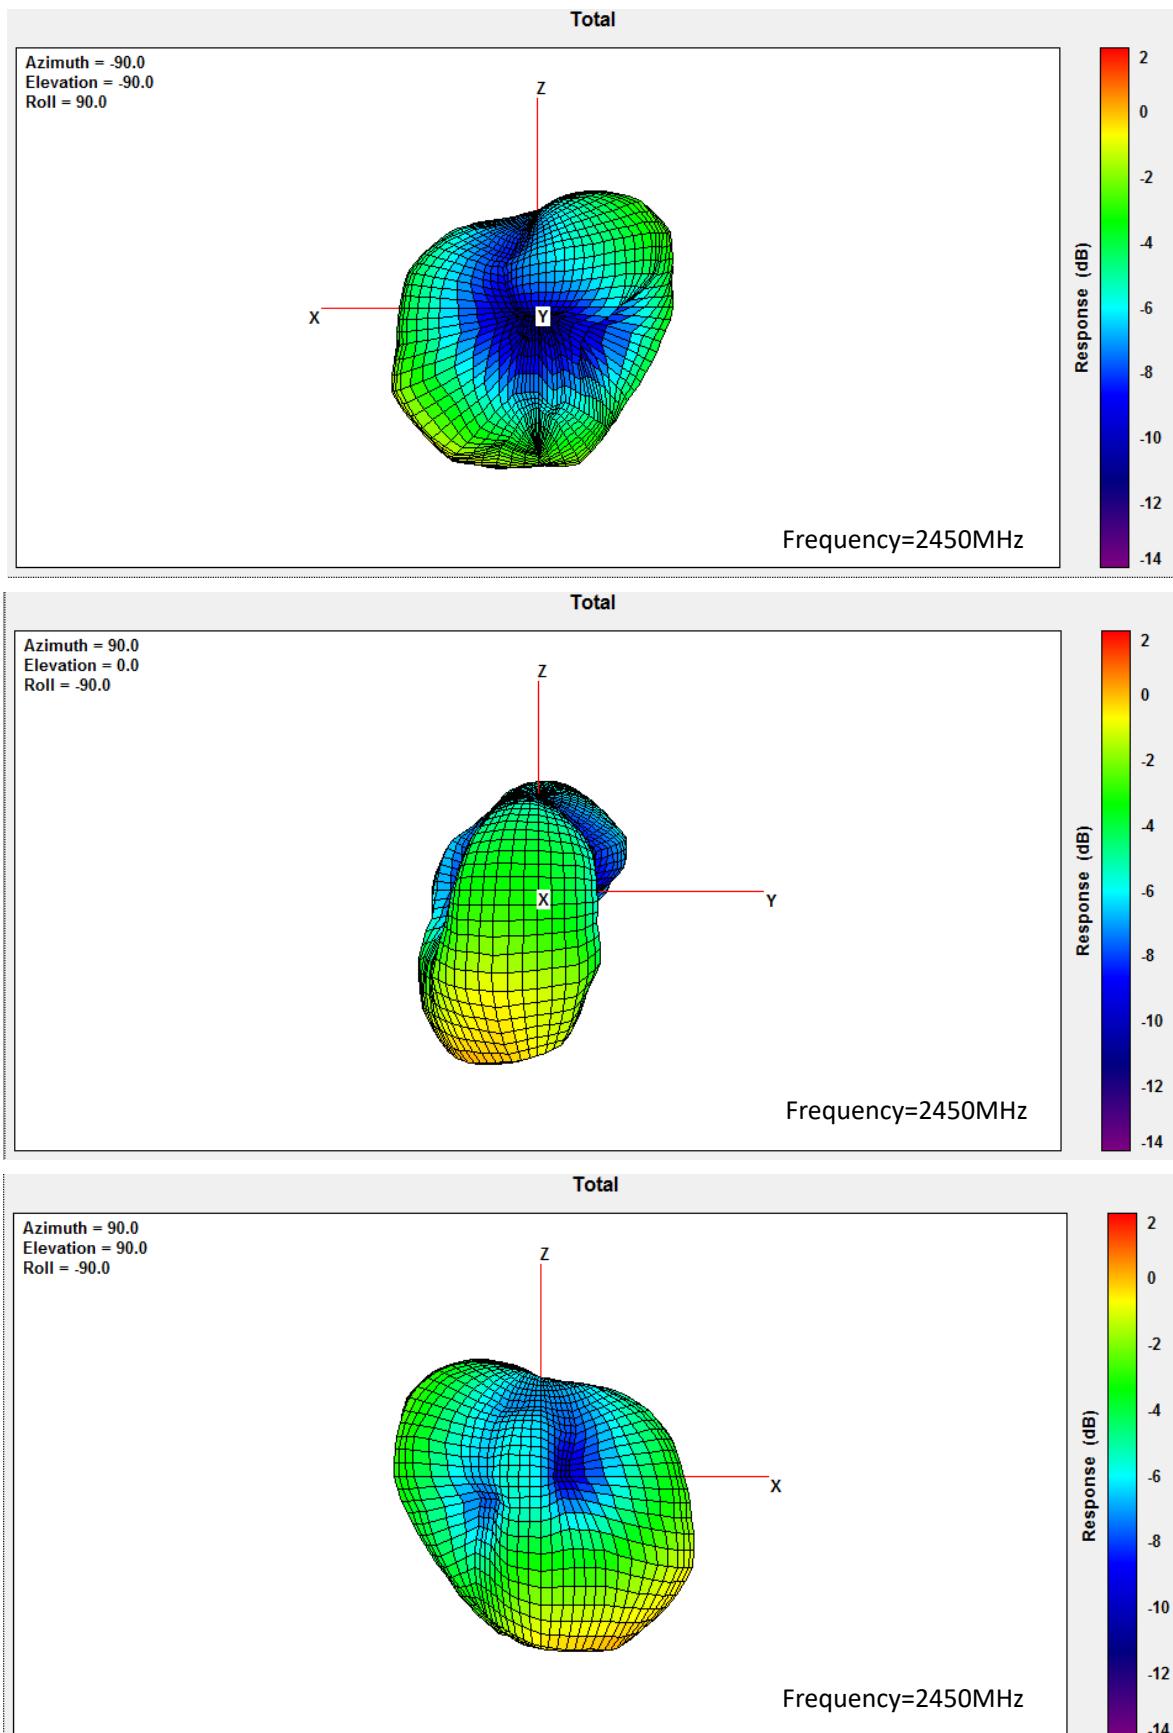 Total
Azimuth = -90.0
Elevation = -90.0
Roll = 90.0
Z
X
Y
2
0
-2
-4
-6
-8
-10
-12
-14
Response (dB)
Frequency=2450MHz
Total
Azimuth = 90.0
Elevation = 0.0
Roll = -90.0
Z
X
Y
2
0
-2
-4
-6
-8
-10
-12
-14
Response (dB)
Frequency=2450MHz
Total
Azimuth = 90.0
Elevation = 90.0
Roll = -90.0
Z
X
2
0
-2
-4
-6
-8
-10
-12
-14
Response (dB)
Frequency=2450MHz